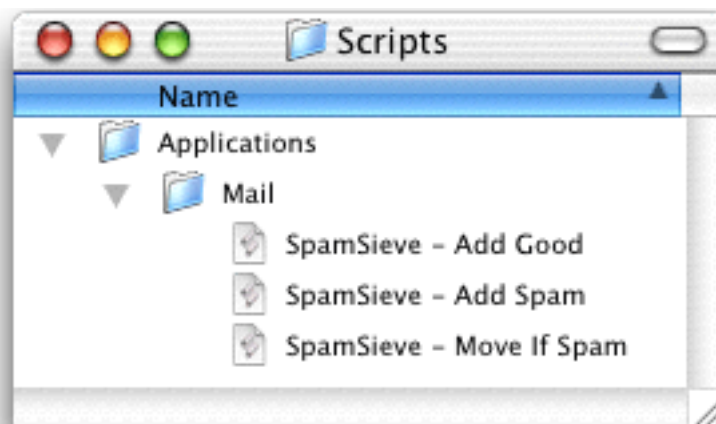 Scripts
Name
Applications
Mail
SpamSieve – Add Good
SpamSieve – Add Spam
SpamSieve – Move If Spam